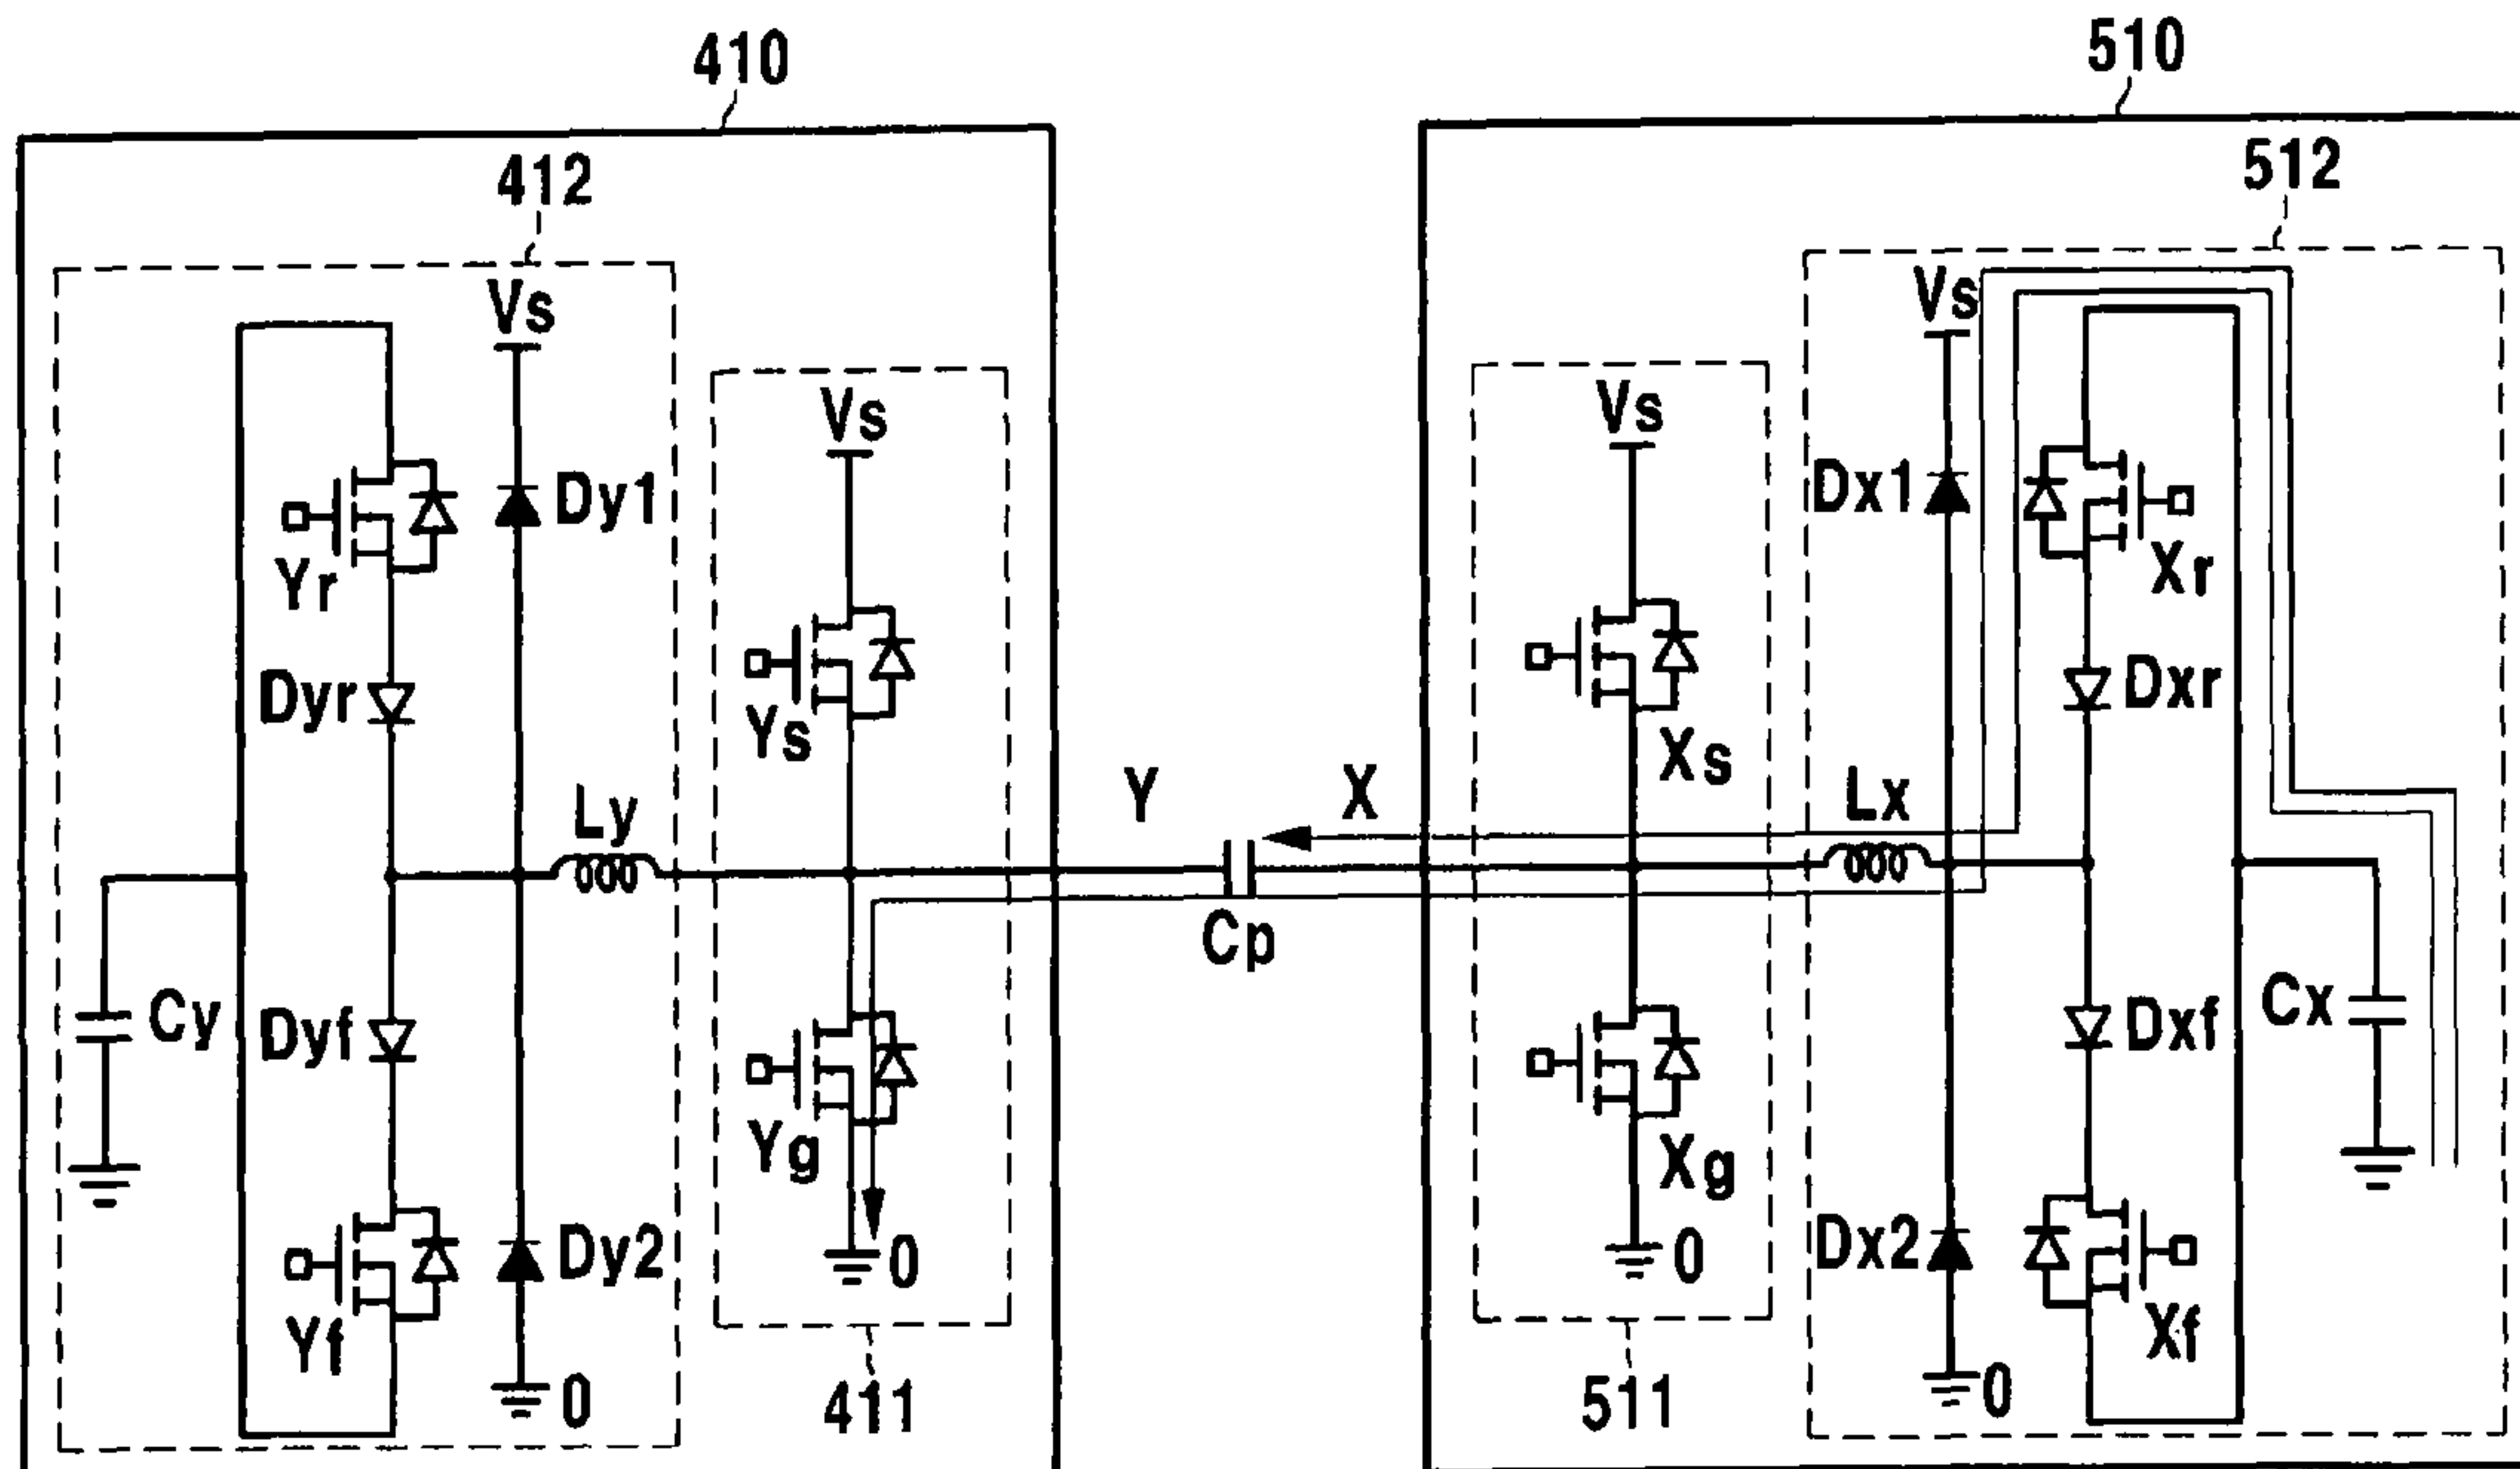 410
510
412
512
Vs
Vs
Vs
Vs
Dy1
Dx1
Yr
Xr
Dyr
Dxr
Ys
Xs
Ly
Y
X
Lx
Cp
Cy
Dyf
Dxf
Cx
Yg
Xg
Dy2
0
0
Dx2
Yf
Xf
0
0
411
511